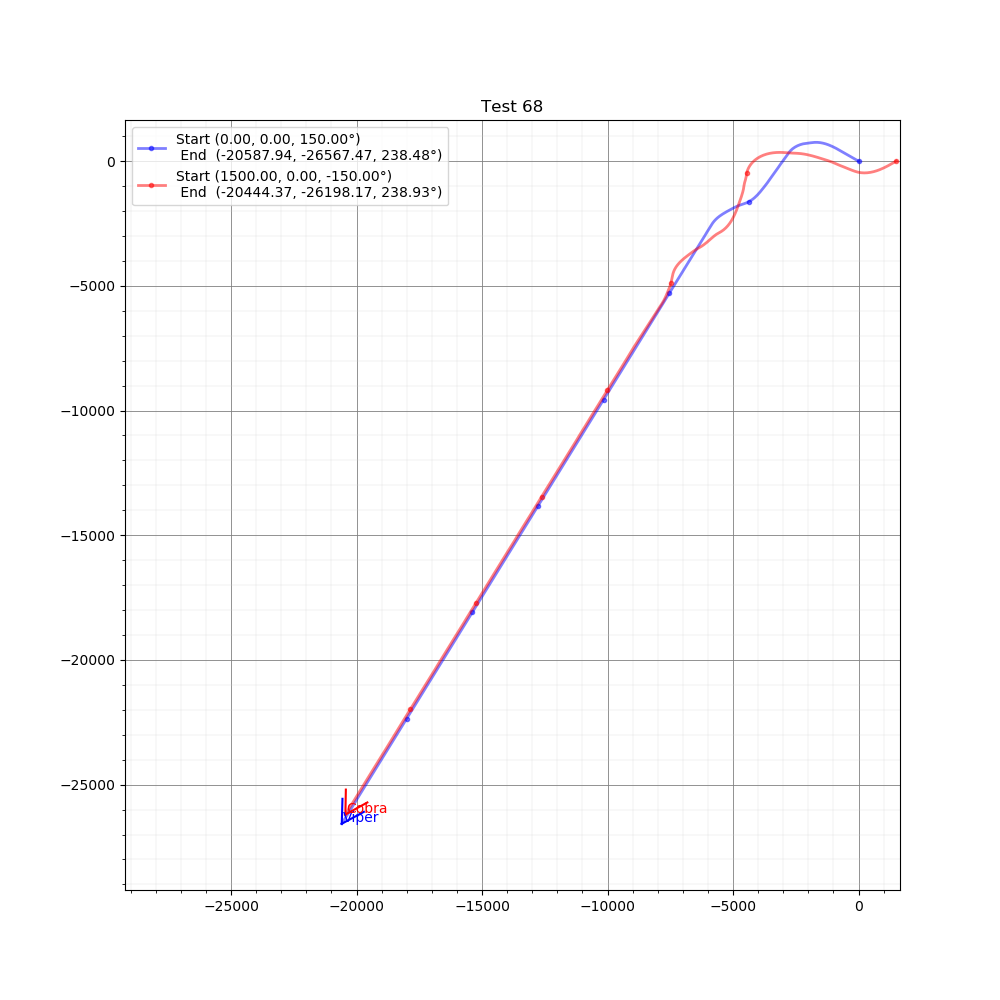 Test 68
Start (0.00, 0.00, 150.00°)
End (-20587.94, -26567.47, 238.48°)
Start (1500.00, 0.00, -150.00°)
End (-20444.37, -26198.17, 238.93°)
0
−5000
−10000
−15000
−20000
−25000
Cobra
Viper
−25000
−20000
−15000
−10000
−5000
0